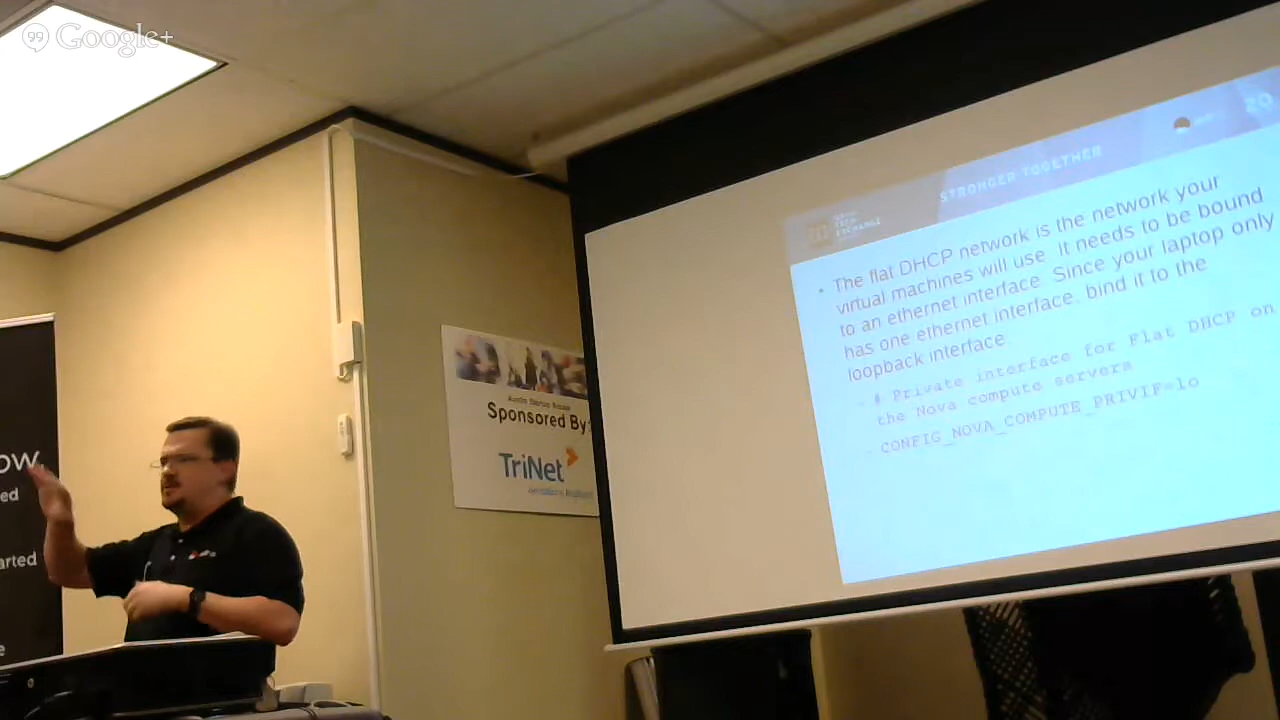 Google+
STRONGER TOGETHER
20
EXCHANGE
The flat DHCP network is the network your
virtual machines will use. It needs to be bound
to an ethernet interface. Since your laptop only
has one ethernet interface, bind it to the
loopback interface.
# Private interface for Flat DHCP on
the Nova compute servers
CONFIG_NOVA_COMPUTE_PRIVIF=lo
Sponsored By:
TriNet
ow
ed
arted
e